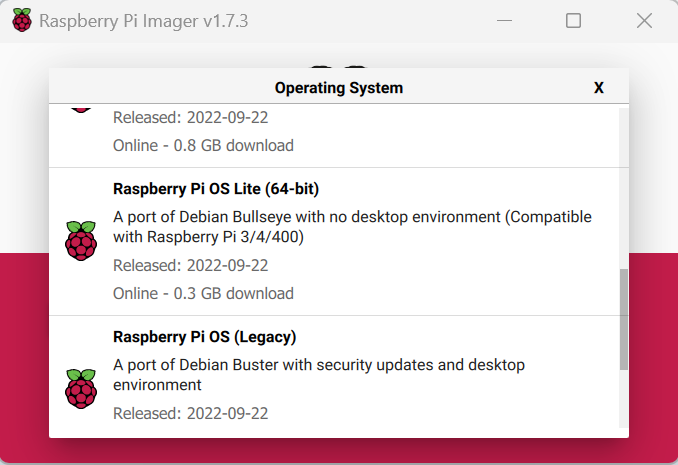 Raspberry Pi Imager v1.7.3
Operating System
X
Released: 2022-09-22
Online - 0.8 GB download
Raspberry Pi OS Lite (64-bit)
A port of Debian Bullseye with no desktop environment (Compatible
with Raspberry Pi 3/4/400)
Released: 2022-09-22
Online - 0.3 GB download
Raspberry Pi OS (Legacy)
A port of Debian Buster with security updates and desktop
environment
Released: 2022-09-22